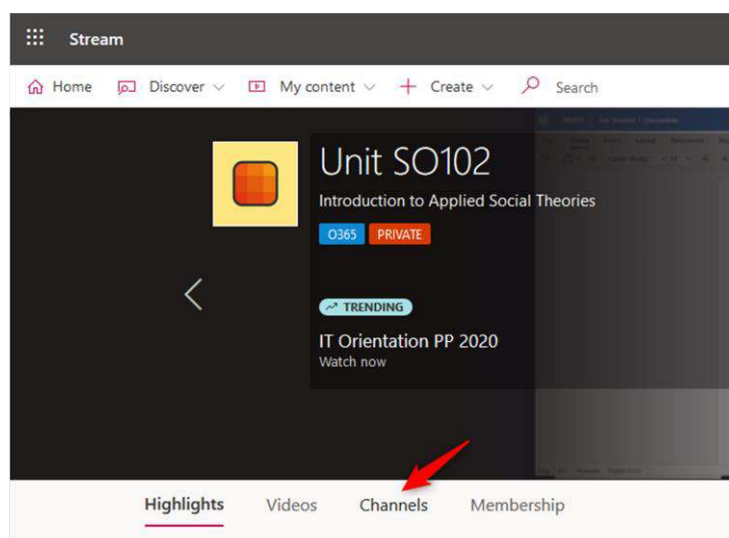 Stream
Home Discover My content Create Search
Unit SO102
Introduction to Applied Social Theories
O365 PRIVATE
TRENDING
IT Orientation PP 2020
Watch now
Highlights Videos Channels Membership